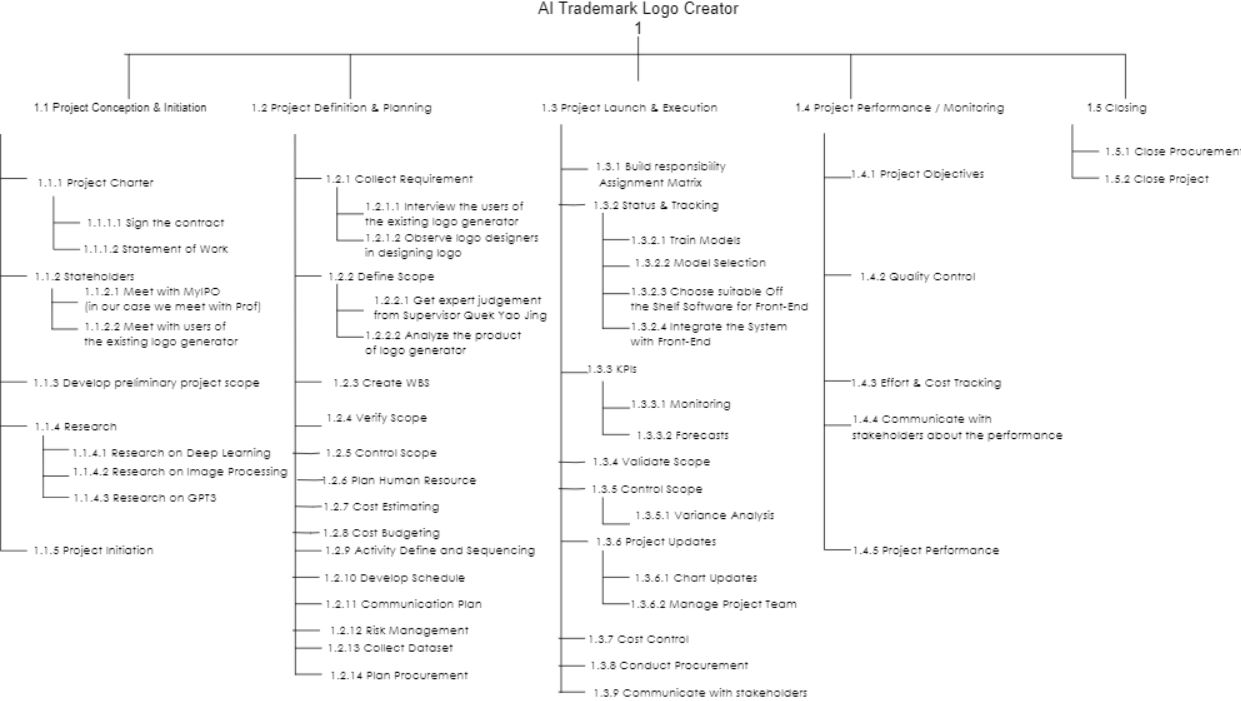 AI Trademark Logo Creator
1
1.1 Project Conception & Initiation
1.1.1 Project Charter
1.1.1.1 Sign the contract
1.1.1.2 Statement of Work
1.1.2 Stateholders
1.1.2.1 Meet with MyIPO
(in our case we meet with Prof)
1.1.2.2 Meet with users of
the existing logo generator
1.1.3 Develop preliminary project scope
1.1.4 Research
1.1.4.1 Research on Deep Learning
1.1.4.2 Research on Image Processing
1.1.4.3 Research on GPT3
1.1.5 Project Initiation
1.2 Project Definition & Planning
1.2.1 Collect Requirement
1.2.1.1 Interview the users of
the existing logo generator
1.2.1.2 Observe logo designers
in designing logo
1.2.2 Define Scope
1.2.2.1 Get expert judgement
from Supervisor Quek Yao Jing
1.2.2.2 Analyze the product
of logo generator
1.2.3 Create WBS
1.2.4 Verify Scope
1.2.5 Control Scope
1.2.6 Plan Human Resource
1.2.7 Cost Estimating
1.2.8 Cost Budgeting
1.2.9 Activity Define and Sequencing
1.2.10 Develop Schedule
1.2.11 Communication Plan
1.2.12 Risk Management
1.2.13 Collect Dataset
1.2.14 Plan Procurement
1.3 Project Launch & Execution
1.3.1 Build responsibility
Assignment Matrix
1.3.2 Status & Tracking
1.3.2.1 Train Models
1.3.2.2 Model Selection
1.3.2.3 Choose suitable Off
the Shelf Software for Front-End
1.3.2.4 Integrate the System
with Front-End
1.3.3 KPIs
1.3.3.1 Monitoring
1.3.3.2 Forecasts
1.3.4 Validate Scope
1.3.5 Control Scope
1.3.5.1 Variance Analysis
1.3.6 Project Updates
1.3.6.1 Chart Updates
1.3.6.2 Manage Project Team
1.3.7 Cost Control
1.3.8 Conduct Procurement
1.3.9 Communicate with stakeholders
1.4 Project Performance / Monitoring
1.4.1 Project Objectives
1.4.2 Quality Control
1.4.3 Effort & Cost Tracking
1.4.4 Communicate with
stakeholders about the performance
1.4.5 Project Performance
1.5 Closing
1.5.1 Close Procurement
1.5.2 Close Project